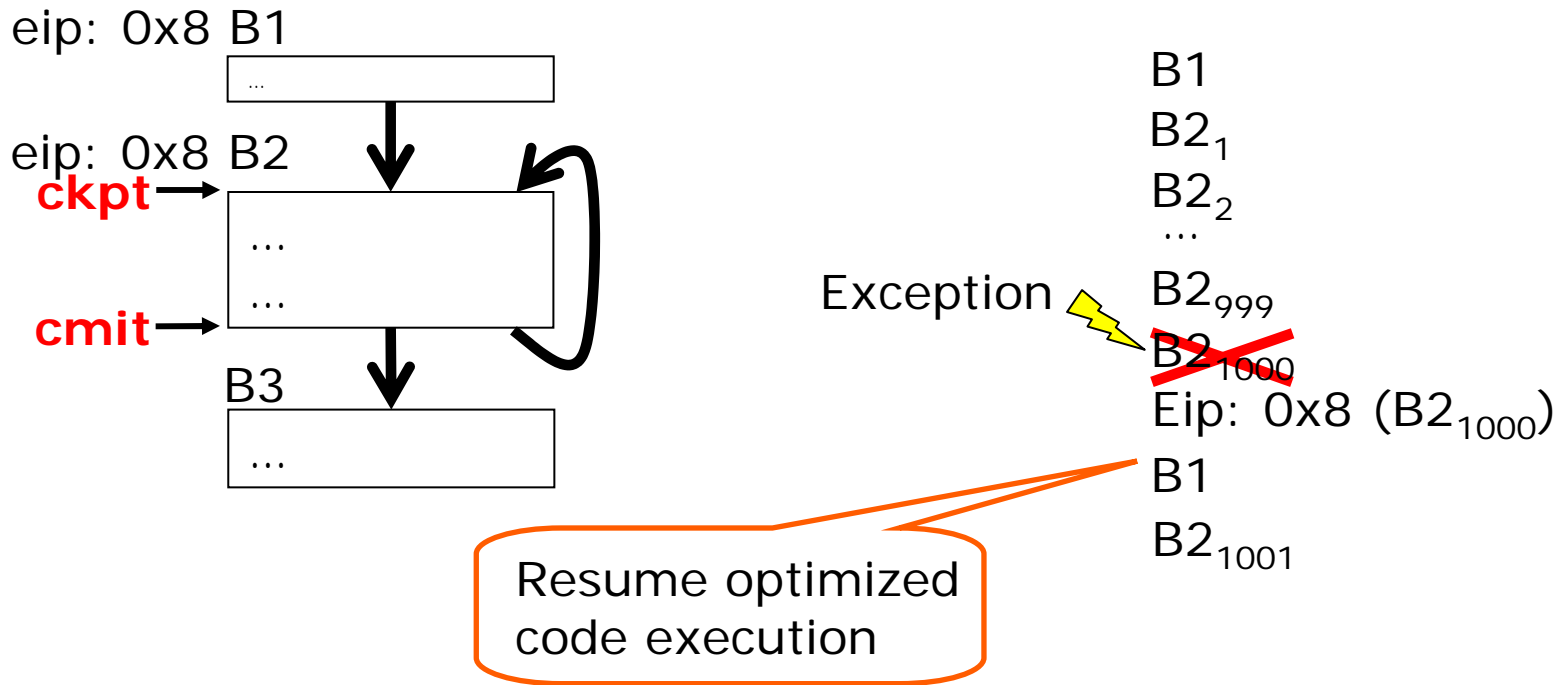 eip: 0x8 B1
...
eip: 0x8 B2
ckpt
...
...
cmit
B3
...
B1
B2₁
B2₂
...
B2₉₉₉
Exception
B2₁₀₀₀
Eip: 0x8 (B2₁₀₀₀)
B1
B2₁₀₀₁
Resume optimized
code execution